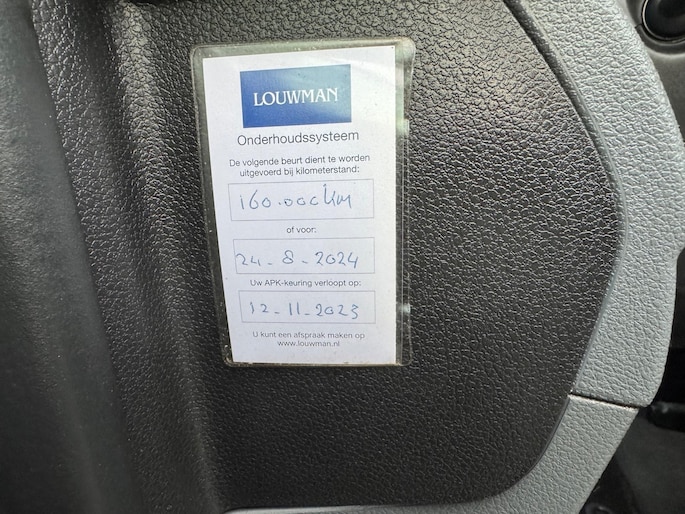 LOUWMAN
Onderhoudssysteem
De volgende beurt dient te worden
uitgevoerd bij kilometerstand:
160.000km
of voor:
24-8-2024
Uw APK-keuring verloopt op:
12-11-2023
U kunt een afspraak maken op
www.louwman.nl